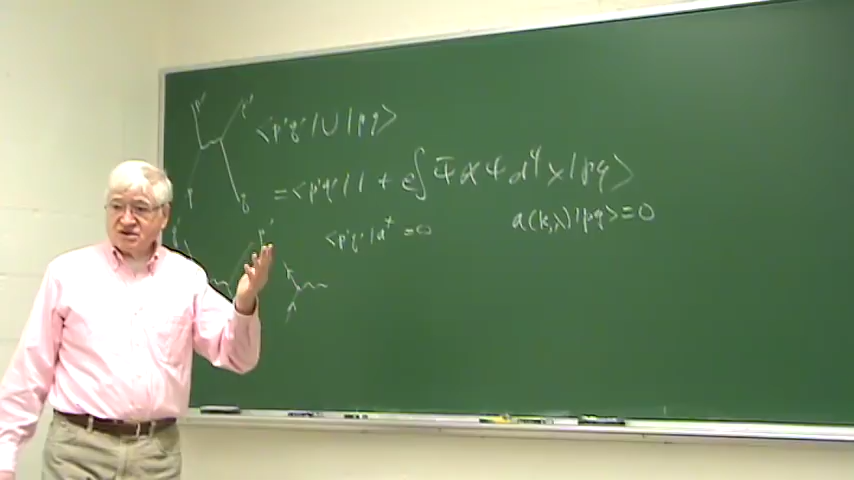 p' q' <p'q'|U|pq>
p q
= <p'q'|1 + e∫ Ψ̄ α Ψ d⁴x|pq>
<p'q'|a⁺ = 0 a(k,λ)|pq> = 0
p'